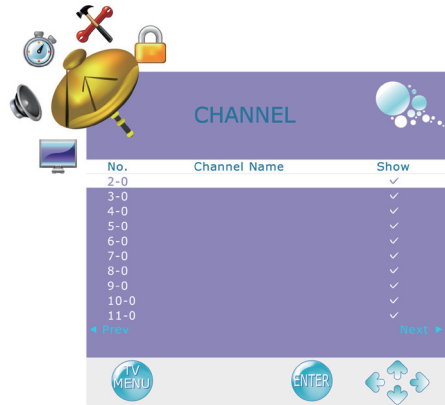 CHANNEL
No. Channel Name Show
2-0 ✓
3-0 ✓
4-0 ✓
5-0 ✓
6-0 ✓
7-0 ✓
8-0 ✓
9-0 ✓
10-0 ✓
11-0 ✓
Prev Next
TV MENU ENTER